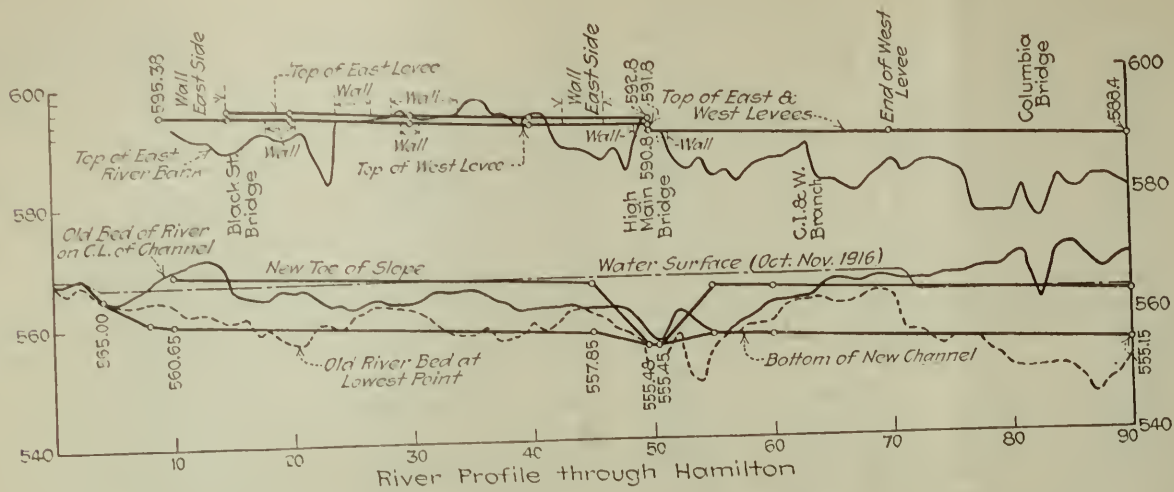 600
580
560
540
595.38
Wall
East Side
Top of East Levee
Wall
Wall
Wall
East Side
592.8
591.8
Top of East &
West Levees
End of West
Levee
Columbia
Bridge
588.4
600
580
560
540
Top of East
River Bank
Black St.
Bridge
Wall
Wall
Top of West Levee
Wall
High
Main
Bridge
590.8
Wall
C.I.&W.
Branch
Old Bed of River
on C.L. of Channel
New Toe of Slope
Water Surface (Oct. Nov. 1916)
565.00
560.65
Old River Bed at
Lowest Point
557.85
555.48
555.45
Bottom of New Channel
555.15
10
20
30
40
50
60
70
80
90
River Profile through Hamilton